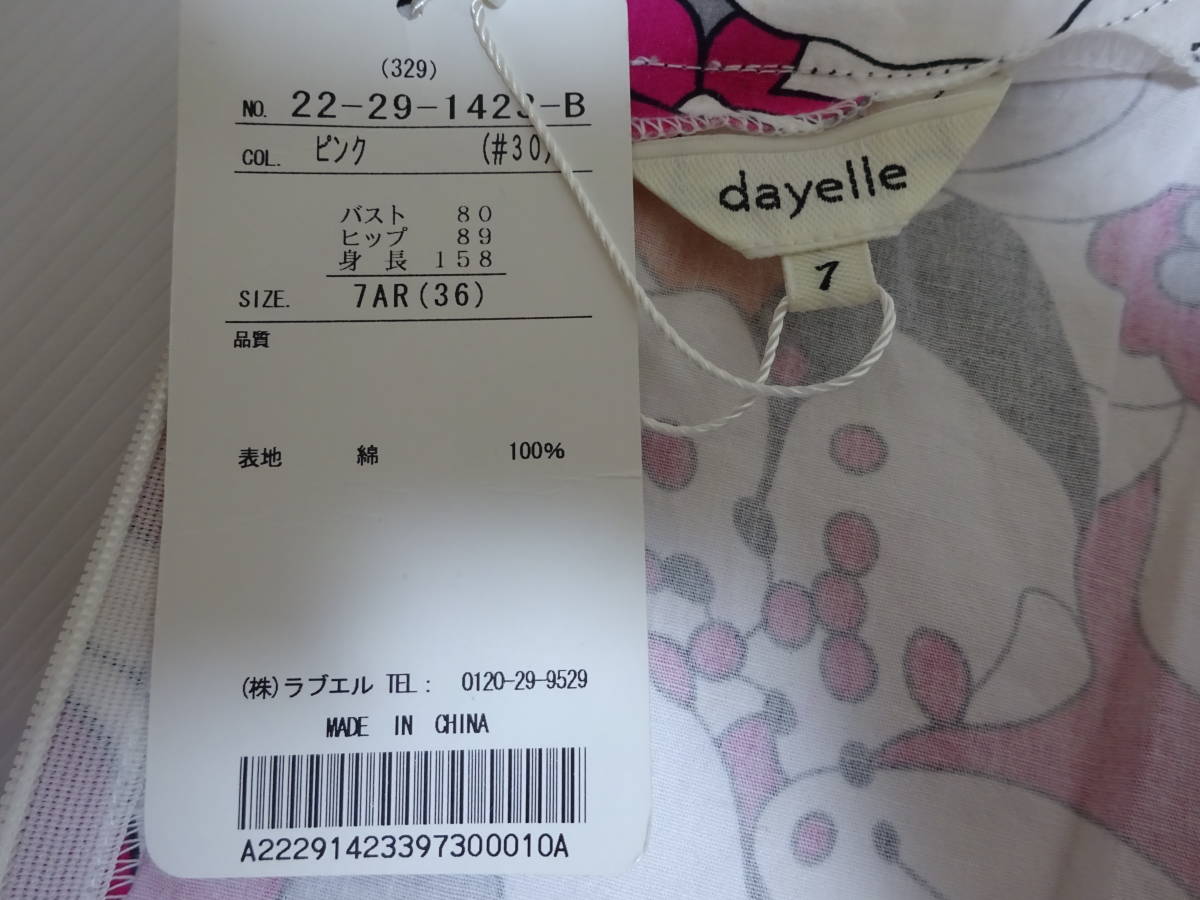 (329)
NO. 22-29-1423-B
COL. ピンク (#30)
バスト 80
ヒップ 89
身長 158
SIZE. 7AR(36)
品質
表地 綿 100%
(株)ラブエル TEL: 0120-29-9529
MADE IN CHINA
A22291423397300010A
dayelle
7